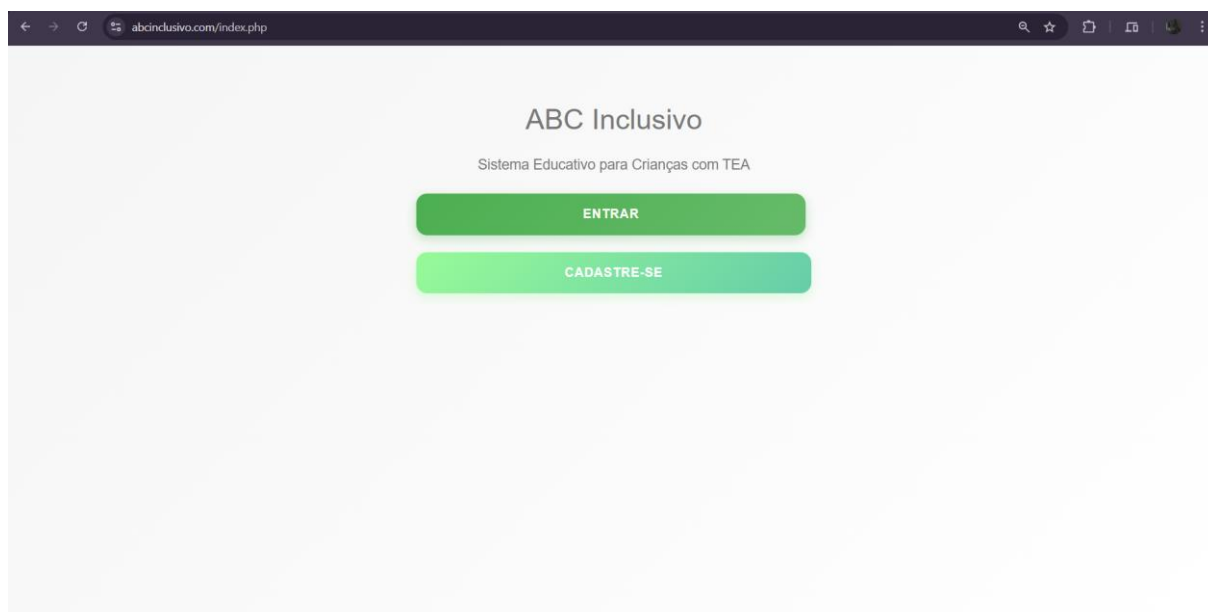 abcinclusivo.com/index.php
ABC Inclusivo
Sistema Educativo para Crianças com TEA
ENTRAR
CADASTRE-SE